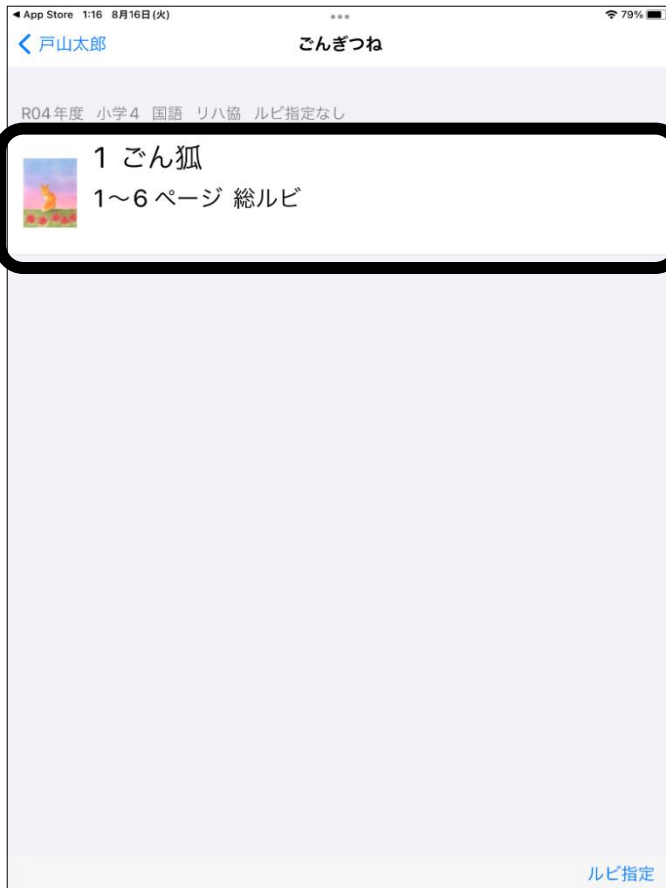 ◀ App Store 1:16 8月16日(火)
79%
戸山太郎
ごんぎつね
R04年度 小学4 国語 リハ協 ルビ指定なし
1 ごん狐
1〜6 ページ 総ルビ
ルビ指定